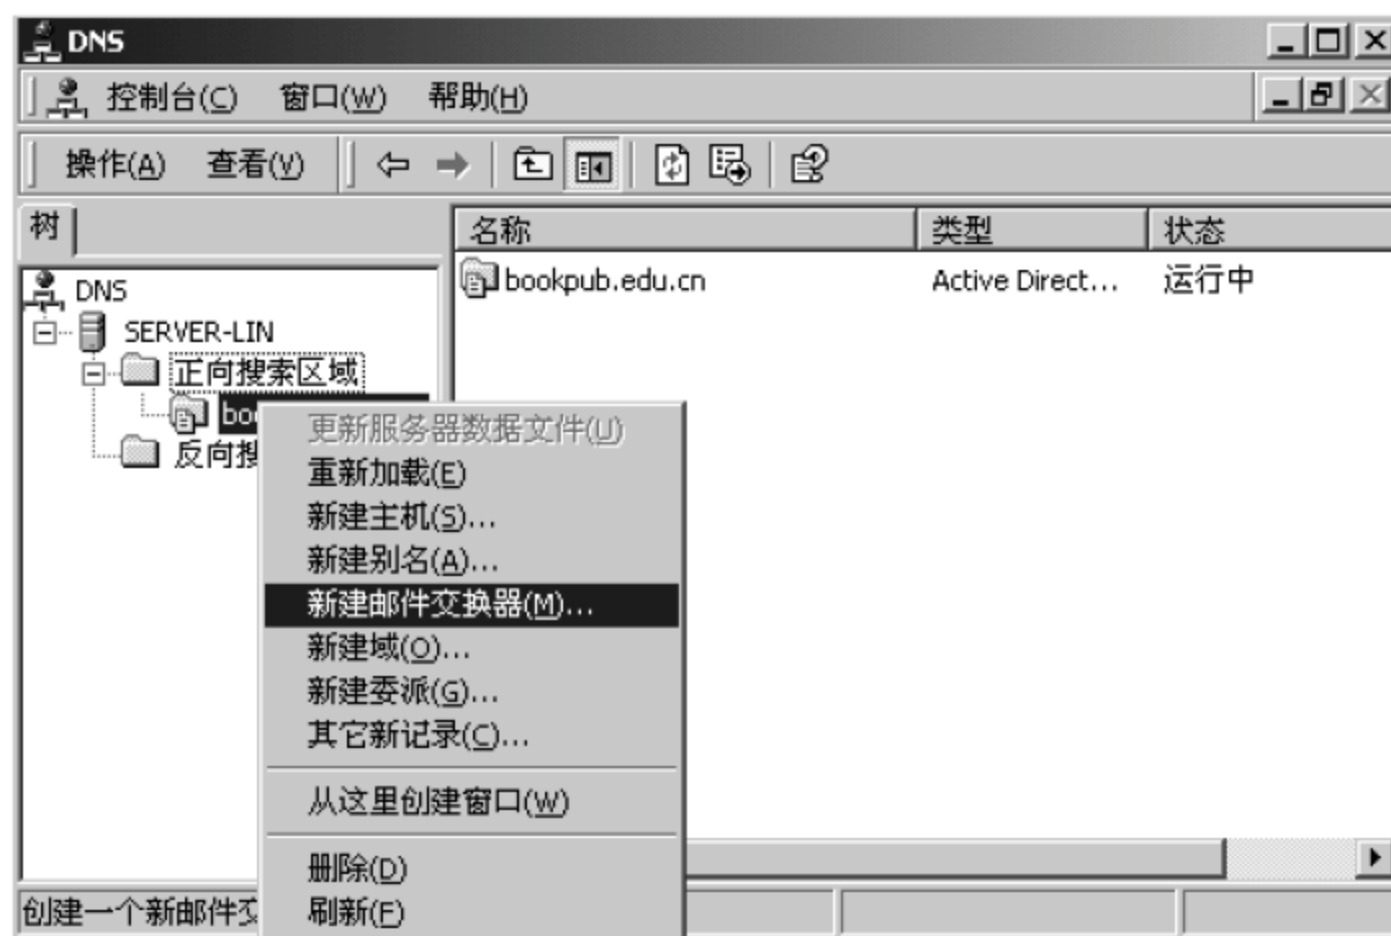 DNS
控制台(C) 窗口(W) 帮助(H)
操作(A) 查看(V)
树
名称 类型 状态
DNS
bookpub.edu.cn Active Direct... 运行中
SERVER-LIN
正向搜索区域
bo
反向搜
更新服务器数据文件(U)
重新加载(E)
新建主机(S)...
新建别名(A)...
新建邮件交换器(M)...
新建域(O)...
新建委派(G)...
其它新记录(C)...
从这里创建窗口(W)
删除(D)
刷新(F)
创建一个新邮件交